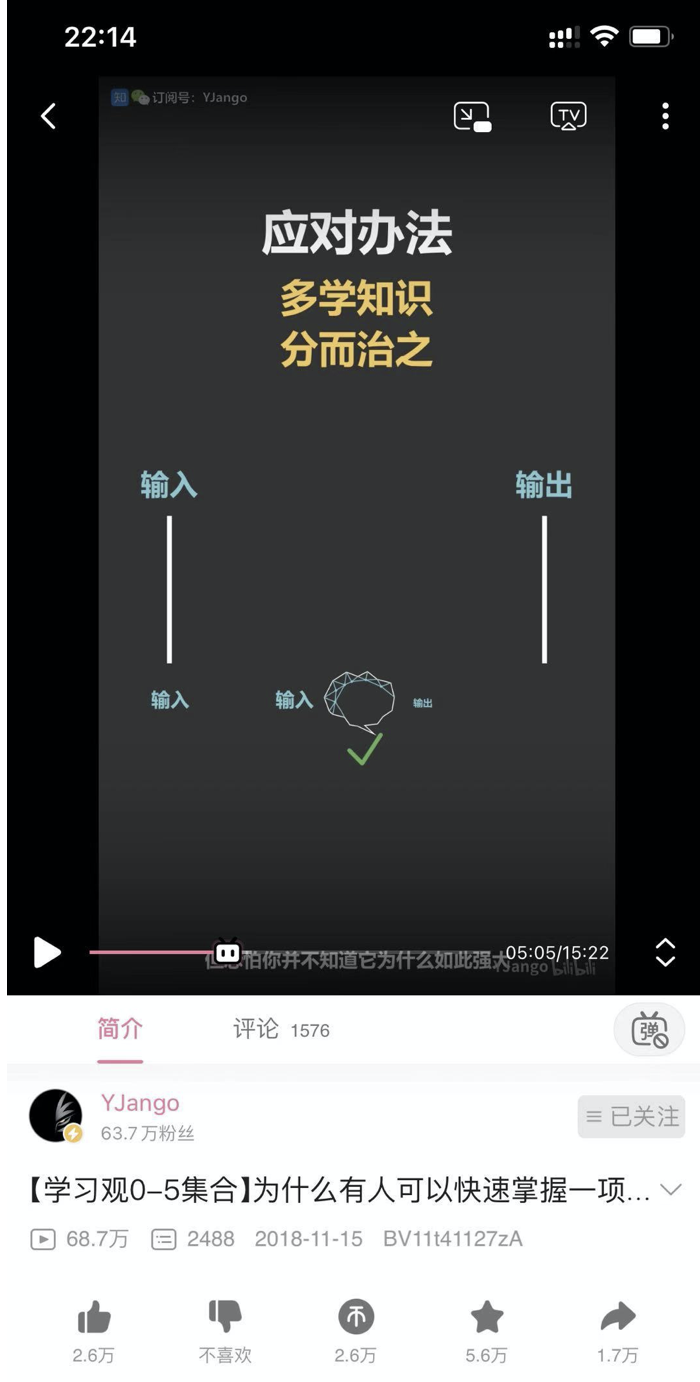 22:14
知 订阅号：YJango
TV
应对办法
多学知识
分而治之
输入 输出
输入 输入 输出
但恐怕你并不知道它为什么如此强大
YJango bilibili
05:05/15:22
简介 评论 1576 弹
YJango
63.7万粉丝
已关注
【学习观0-5集合】为什么有人可以快速掌握一项...
68.7万 2488 2018-11-15 BV11t41127zA
2.6万 不喜欢 2.6万 5.6万 1.7万